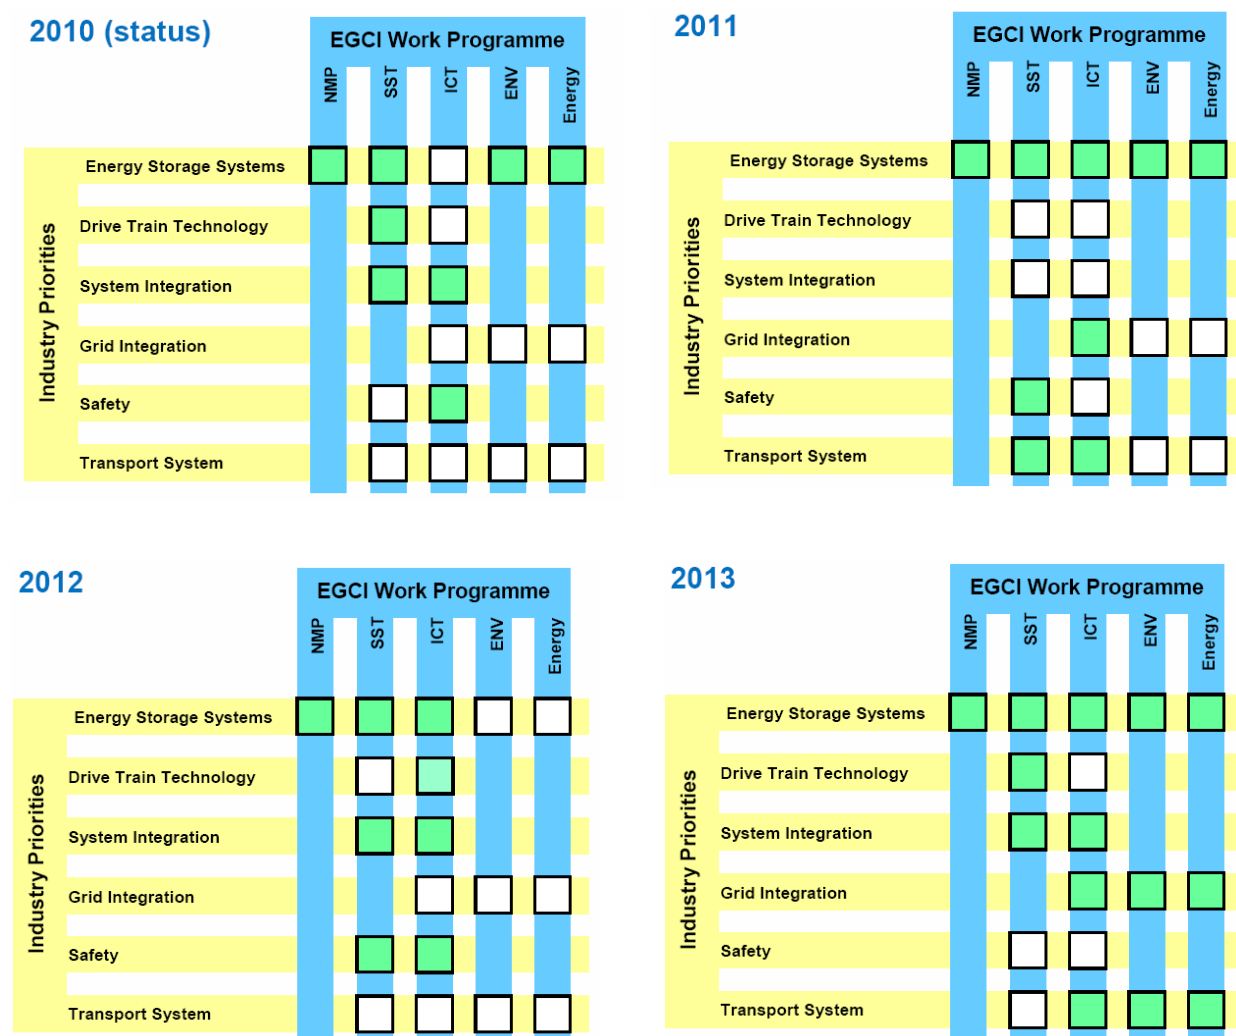 2010 (status)
EGCI Work Programme
NMP
SST
ICT
ENV
Energy
Industry Priorities
Energy Storage Systems
Drive Train Technology
System Integration
Grid Integration
Safety
Transport System
2011
EGCI Work Programme
NMP
SST
ICT
ENV
Energy
Industry Priorities
Energy Storage Systems
Drive Train Technology
System Integration
Grid Integration
Safety
Transport System
2012
EGCI Work Programme
NMP
SST
ICT
ENV
Energy
Industry Priorities
Energy Storage Systems
Drive Train Technology
System Integration
Grid Integration
Safety
Transport System
2013
EGCI Work Programme
NMP
SST
ICT
ENV
Energy
Industry Priorities
Energy Storage Systems
Drive Train Technology
System Integration
Grid Integration
Safety
Transport System